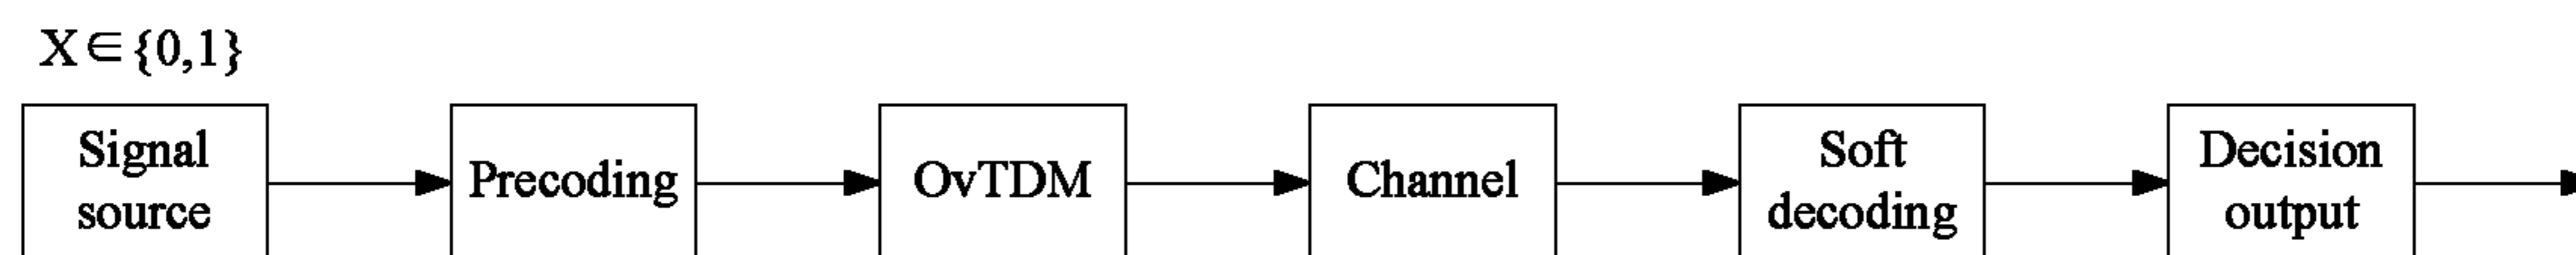 X∈{0,1}
Signal
source
Precoding
OvTDM
Channel
Soft
decoding
Decision
output